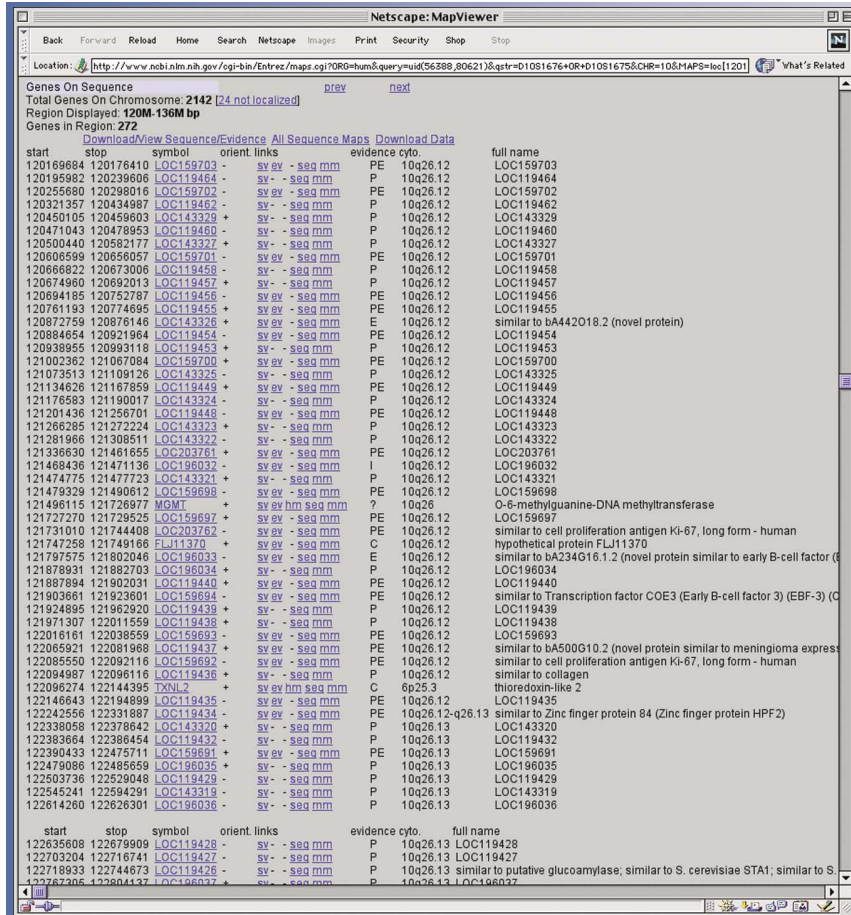 Netscape: MapViewer
Back Forward Reload Home Search Netscape Images Print Security Shop Stop
Location: http://www.ncbi.nlm.nih.gov/cgi-bin/Entrez/maps.cgi?ORG=hum&query=uid(56388,80621)&qstr=D10S1676+OR+D10S1675&CHR=10&MAPS=loc[1201 What's Related
Genes On Sequence prev next
Total Genes On Chromosome: 2142 [24 not localized]
Region Displayed: 120M-136M bp
Genes in Region: 272
Download/View Sequence/Evidence All Sequence Maps Download Data
start stop symbol orient. links evidence cyto. full name
120169684 120176410 LOC159703 - sv ev - seq mm PE 10q26.12 LOC159703
120195982 120239606 LOC119464 - sv - - seq mm P 10q26.12 LOC119464
120255680 120298016 LOC159702 - sv ev - seq mm PE 10q26.12 LOC159702
120321357 120434987 LOC119462 - sv - - seq mm P 10q26.12 LOC119462
120450105 120459603 LOC143329 + sv - - seq mm P 10q26.12 LOC143329
120471043 120478953 LOC119460 - sv - - seq mm P 10q26.12 LOC119460
120500440 120582177 LOC143327 + sv - - seq mm P 10q26.12 LOC143327
120606599 120656057 LOC159701 - sv ev - seq mm PE 10q26.12 LOC159701
120666822 120673006 LOC119458 - sv - - seq mm P 10q26.12 LOC119458
120674960 120692013 LOC119457 + sv - - seq mm P 10q26.12 LOC119457
120694185 120752787 LOC119456 - sv ev - seq mm PE 10q26.12 LOC119456
120761193 120774695 LOC119455 + sv ev - seq mm PE 10q26.12 LOC119455
120872759 120876146 LOC143326 + sv ev - seq mm E 10q26.12 similar to bA442O18.2 (novel protein)
120884654 120921964 LOC119454 - sv ev - seq mm PE 10q26.12 LOC119454
120938955 120993118 LOC119453 + sv - - seq mm P 10q26.12 LOC119453
121002362 121067084 LOC159700 + sv ev - seq mm PE 10q26.12 LOC159700
121073513 121109126 LOC143325 - sv - - seq mm P 10q26.12 LOC143325
121134626 121167859 LOC119449 + sv ev - seq mm PE 10q26.12 LOC119449
121176583 121190017 LOC143324 - sv - - seq mm P 10q26.12 LOC143324
121201436 121256701 LOC119448 - sv ev - seq mm PE 10q26.12 LOC119448
121266285 121272224 LOC143323 + sv - - seq mm P 10q26.12 LOC143323
121281966 121308511 LOC143322 - sv - - seq mm P 10q26.12 LOC143322
121336630 121461655 LOC203761 + sv ev - seq mm PE 10q26.12 LOC203761
121468436 121471136 LOC196032 - sv ev - seq mm I 10q26.12 LOC196032
121474775 121477723 LOC143321 + sv - - seq mm P 10q26.12 LOC143321
121479329 121490612 LOC159698 - sv ev - seq mm PE 10q26.12 LOC159698
121496115 121726977 MGMT + sv ev hm seq mm ? 10q26 O-6-methylguanine-DNA methyltransferase
121727270 121729525 LOC159697 + sv ev - seq mm PE 10q26.12 LOC159697
121731010 121744408 LOC203762 - sv ev - seq mm PE 10q26.12 similar to cell proliferation antigen Ki-67, long form - human
121747258 121749166 FLJ11370 + sv ev - seq mm C 10q26.12 hypothetical protein FLJ11370
121797575 121802046 LOC196033 - sv ev - seq mm E 10q26.12 similar to bA234G16.1.2 (novel protein similar to early B-cell factor (E
121878931 121882703 LOC196034 + sv - - seq mm P 10q26.12 LOC196034
121887894 121902031 LOC119440 + sv ev - seq mm PE 10q26.12 LOC119440
121903661 121923601 LOC159694 - sv ev - seq mm PE 10q26.12 similar to Transcription factor COE3 (Early B-cell factor 3) (EBF-3) (O
121924895 121962920 LOC119439 + sv - - seq mm P 10q26.12 LOC119439
121971307 122011559 LOC119438 + sv - - seq mm P 10q26.12 LOC119438
122016161 122038559 LOC159693 - sv ev - seq mm PE 10q26.12 LOC159693
122065921 122081968 LOC119437 + sv ev - seq mm PE 10q26.12 similar to bA500G10.2 (novel protein similar to meningioma express
122085550 122092116 LOC159692 - sv ev - seq mm PE 10q26.12 similar to cell proliferation antigen Ki-67, long form - human
122094987 122096116 LOC119436 + sv - - seq mm P 10q26.12 similar to collagen
122096274 122144395 TXNL2 + sv ev hm seq mm C 6p25.3 thioredoxin-like 2
122146643 122194899 LOC119435 - sv ev - seq mm PE 10q26.12 LOC119435
122242556 122331887 LOC119434 - sv ev - seq mm PE 10q26.12-q26.13 similar to Zinc finger protein 84 (Zinc finger protein HPF2)
122338058 122378642 LOC143320 + sv - - seq mm P 10q26.13 LOC143320
122383664 122386454 LOC119432 - sv - - seq mm P 10q26.13 LOC119432
122390433 122475711 LOC159691 + sv ev - seq mm PE 10q26.13 LOC159691
122479086 122485659 LOC196035 + sv - - seq mm P 10q26.13 LOC196035
122503736 122529048 LOC119429 - sv - - seq mm P 10q26.13 LOC119429
122545241 122594291 LOC143319 - sv - - seq mm P 10q26.13 LOC143319
122614260 122626301 LOC196036 - sv - - seq mm P 10q26.13 LOC196036
start stop symbol orient. links evidence cyto. full name
122635608 122679909 LOC119428 - sv - - seq mm P 10q26.13 LOC119428
122703204 122716741 LOC119427 - sv - - seq mm P 10q26.13 LOC119427
122718933 122744673 LOC119426 - sv - - seq mm P 10q26.13 similar to putative glucoamylase; similar to S. cerevisiae STA1; similar to S.
122767305 122804137 LOC196037 + sv - - seq mm P 10q26.13 LOC196037